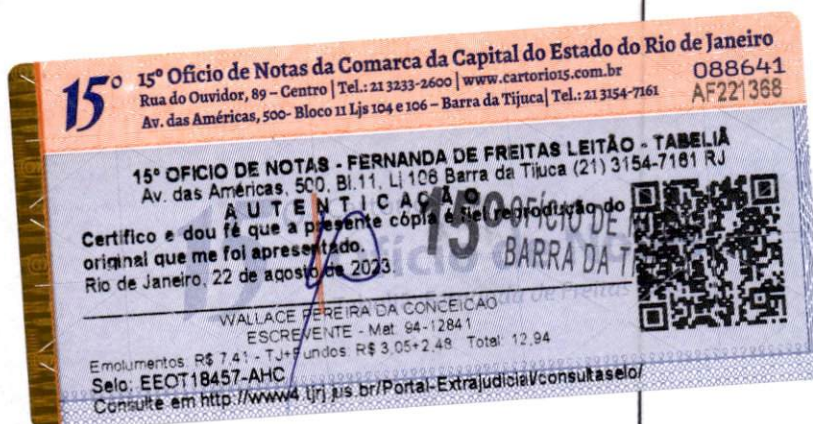 15º
15º Ofício de Notas da Comarca da Capital do Estado do Rio de Janeiro
Rua do Ouvidor, 89 – Centro | Tel.: 21 3233-2600 | www.cartorio15.com.br
Av. das Américas, 500- Bloco 11 Ljs 104 e 106 – Barra da Tijuca| Tel.: 21 3154-7161
088641
AF221368
15º OFICIO DE NOTAS - FERNANDA DE FREITAS LEITÃO - TABELIÃ
Av. das Américas, 500, Bl.11, Lj 106 Barra da Tijuca (21) 3154-7161 RJ
A U T E N T I C A Ç Ã O
Certifico e dou fé que a presente cópia é fiel reprodução do
original que me foi apresentado.
Rio de Janeiro, 22 de agosto de 2023.
15º OFÍCIO DE
BARRA DA
WALLACE PEREIRA DA CONCEICAO
ESCREVENTE - Mat. 94-12841
Emolumentos: R$ 7,41 - TJ+Fundos: R$ 3,05+2,48 Total: 12,94
Selo: EEOT18457-AHC
Consulte em http://www4.tjrj.jus.br/Portal-Extrajudicial/consultaselo/